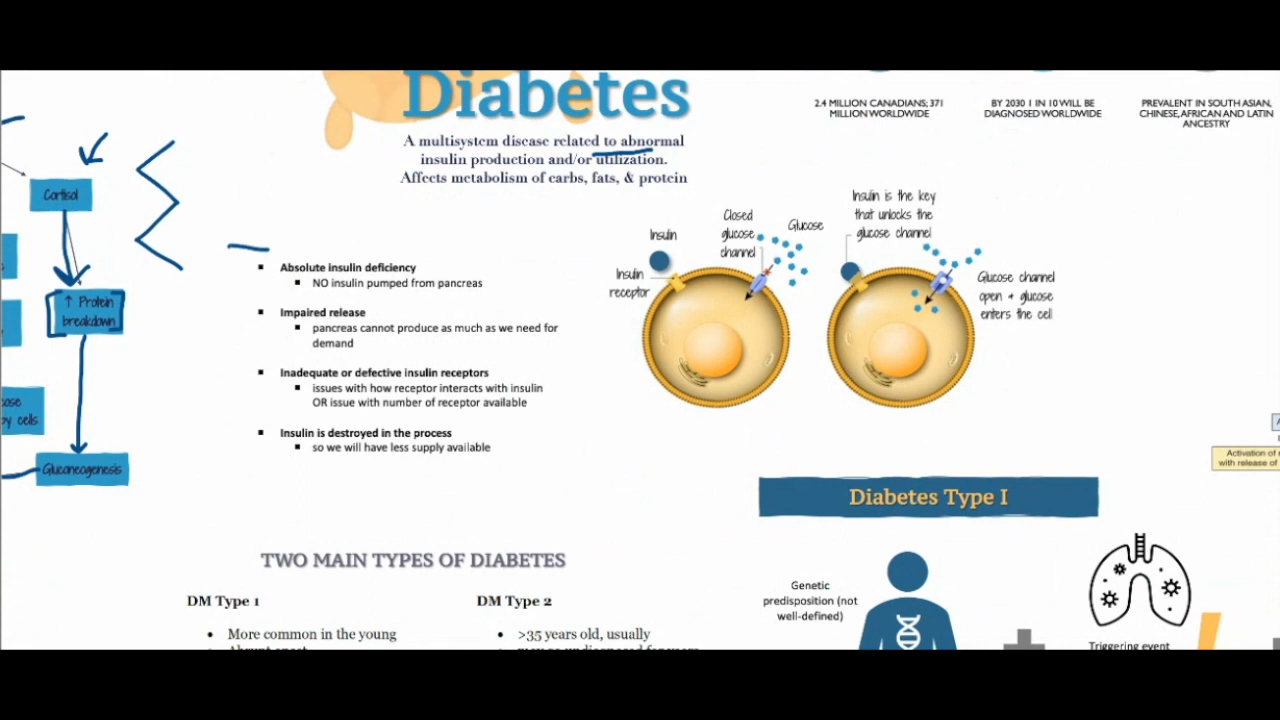 Diabetes
A multisystem disease related to abnormal
insulin production and/or utilization.
Affects metabolism of carbs, fats, & protein
2.4 MILLION CANADIANS; 371
MILLION WORLDWIDE
BY 2030 1 IN 10 WILL BE
DIAGNOSED WORLDWIDE
PREVALENT IN SOUTH ASIAN,
CHINESE, AFRICAN AND LATIN
ANCESTRY
Cortisol
↑ Protein
breakdown
by cells
Gluconeogenesis
▪ Absolute insulin deficiency
▪ NO insulin pumped from pancreas
▪ Impaired release
▪ pancreas cannot produce as much as we need for
demand
▪ Inadequate or defective insulin receptors
▪ issues with how receptor interacts with insulin
OR issue with number of receptor available
▪ Insulin is destroyed in the process
▪ so we will have less supply available
Insulin
Insulin
receptor
Closed
glucose
channel
Glucose
Insulin is the key
that unlocks the
glucose channel
Glucose channel
open + glucose
enters the cell
Activation of
with release of
Diabetes Type I
Genetic
predisposition (not
well-defined)
Triggering event
TWO MAIN TYPES OF DIABETES
DM Type 1
• More common in the young
DM Type 2
• >35 years old, usually